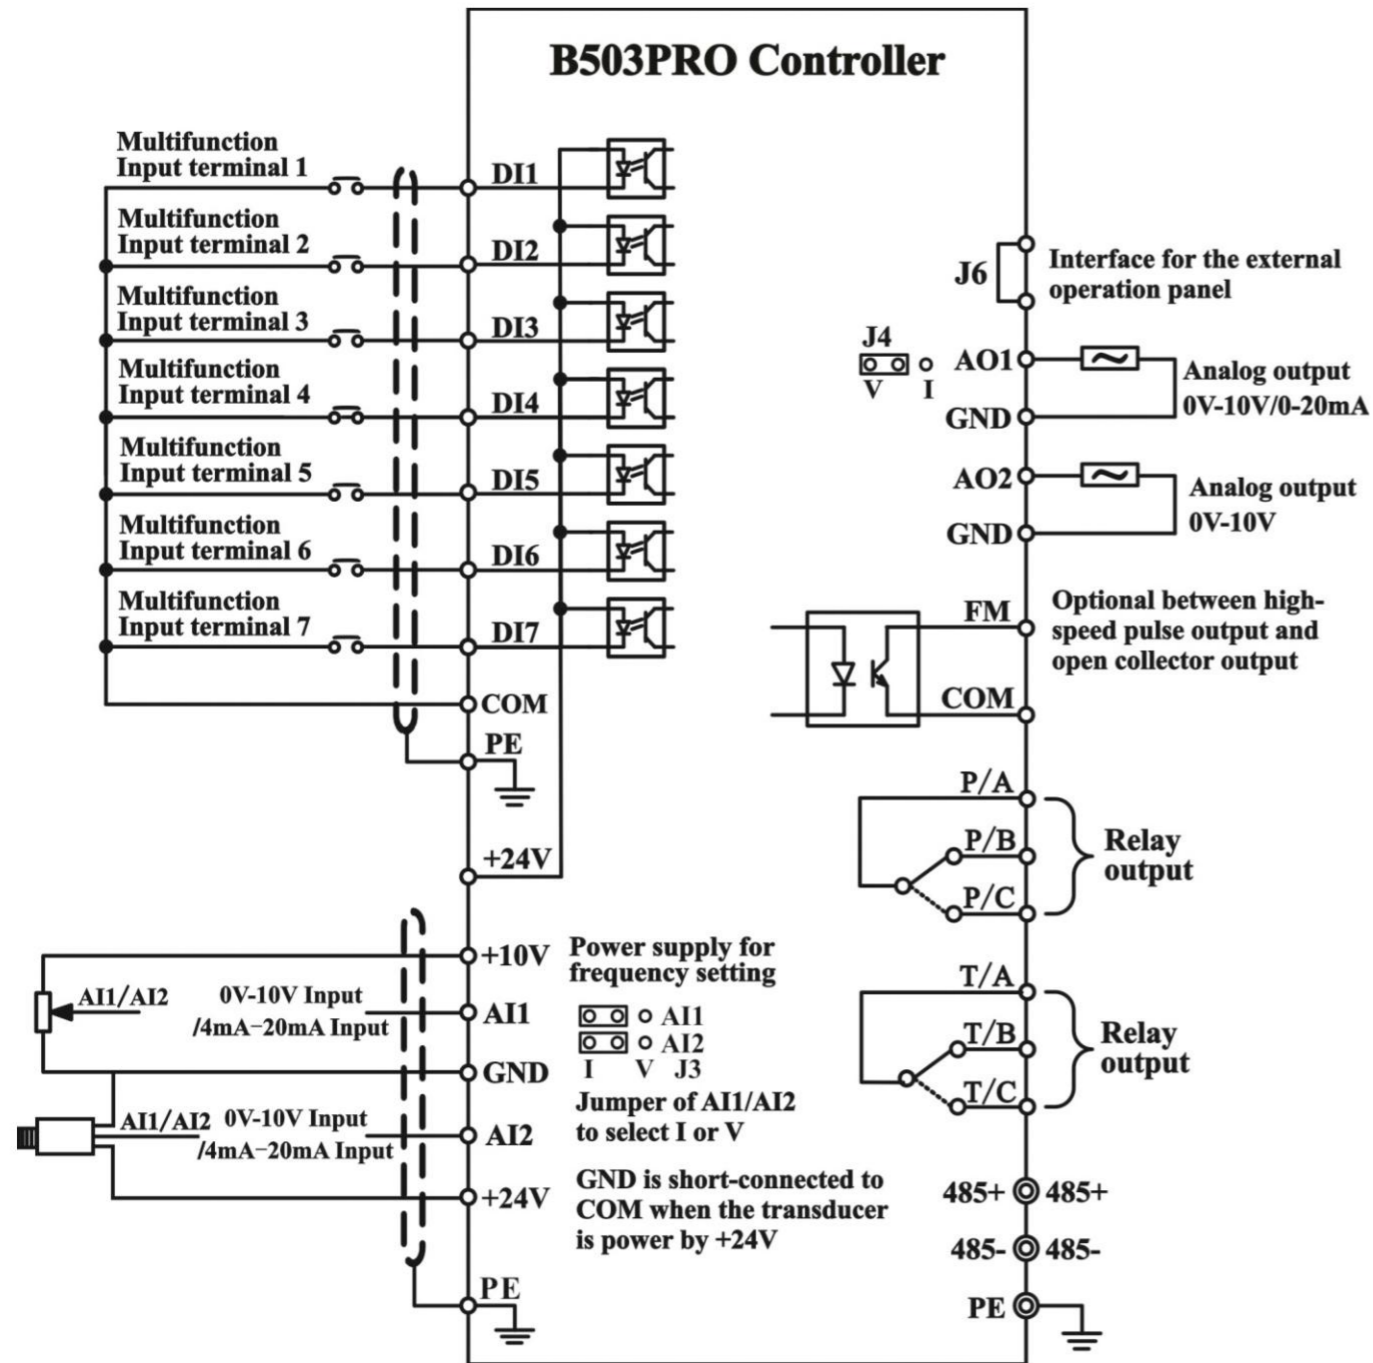 B503PRO Controller
Multifunction
Input terminal 1
DI1
Multifunction
Input terminal 2
DI2
Multifunction
Input terminal 3
DI3
Multifunction
Input terminal 4
DI4
Multifunction
Input terminal 5
DI5
Multifunction
Input terminal 6
DI6
Multifunction
Input terminal 7
DI7
COM
PE
+24V
+10V
Power supply for
frequency setting
AI1/AI2
0V-10V Input
/4mA-20mA Input
AI1
AI1
AI2
I V J3
GND
Jumper of AI1/AI2
to select I or V
AI1/AI2
0V-10V Input
/4mA-20mA Input
AI2
+24V
GND is short-connected to
COM when the transducer
is power by +24V
PE
J6
Interface for the external
operation panel
J4
V I
AO1
GND
Analog output
0V-10V/0-20mA
AO2
GND
Analog output
0V-10V
FM
COM
Optional between high-
speed pulse output and
open collector output
P/A
P/B
P/C
Relay
output
T/A
T/B
T/C
Relay
output
485+ 485+
485- 485-
PE